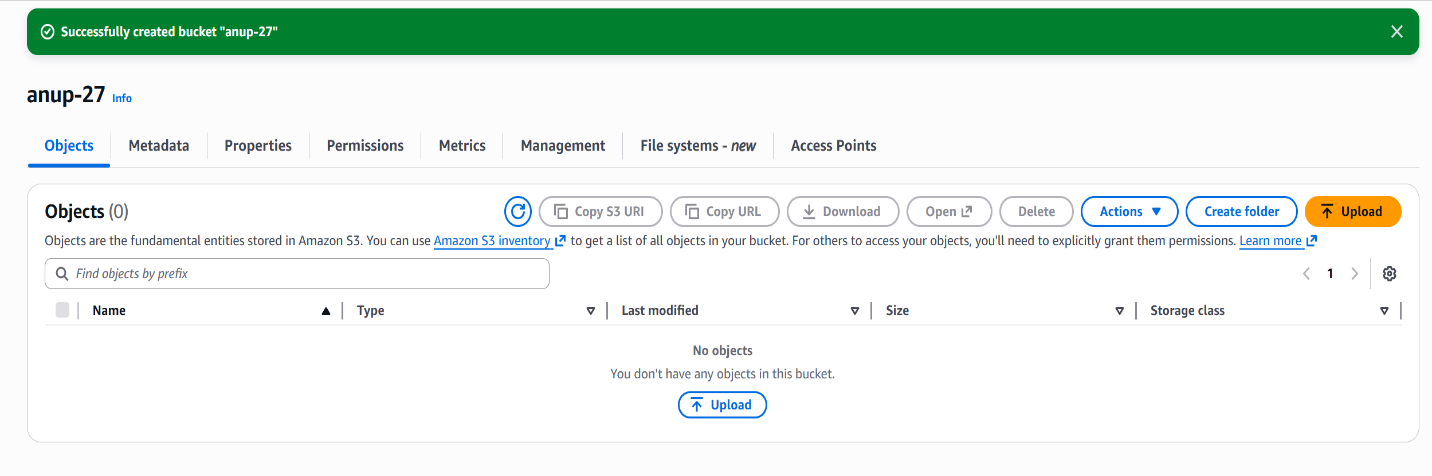 Successfully created bucket "anup-27"
anup-27 Info
Objects Metadata Properties Permissions Metrics Management File systems - new Access Points
Objects (0) Copy S3 URI Copy URL Download Open Delete Actions Create folder Upload
Objects are the fundamental entities stored in Amazon S3. You can use Amazon S3 inventory to get a list of all objects in your bucket. For others to access your objects, you'll need to explicitly grant them permissions. Learn more
Find objects by prefix 1
Name Type Last modified Size Storage class
No objects
You don't have any objects in this bucket.
Upload